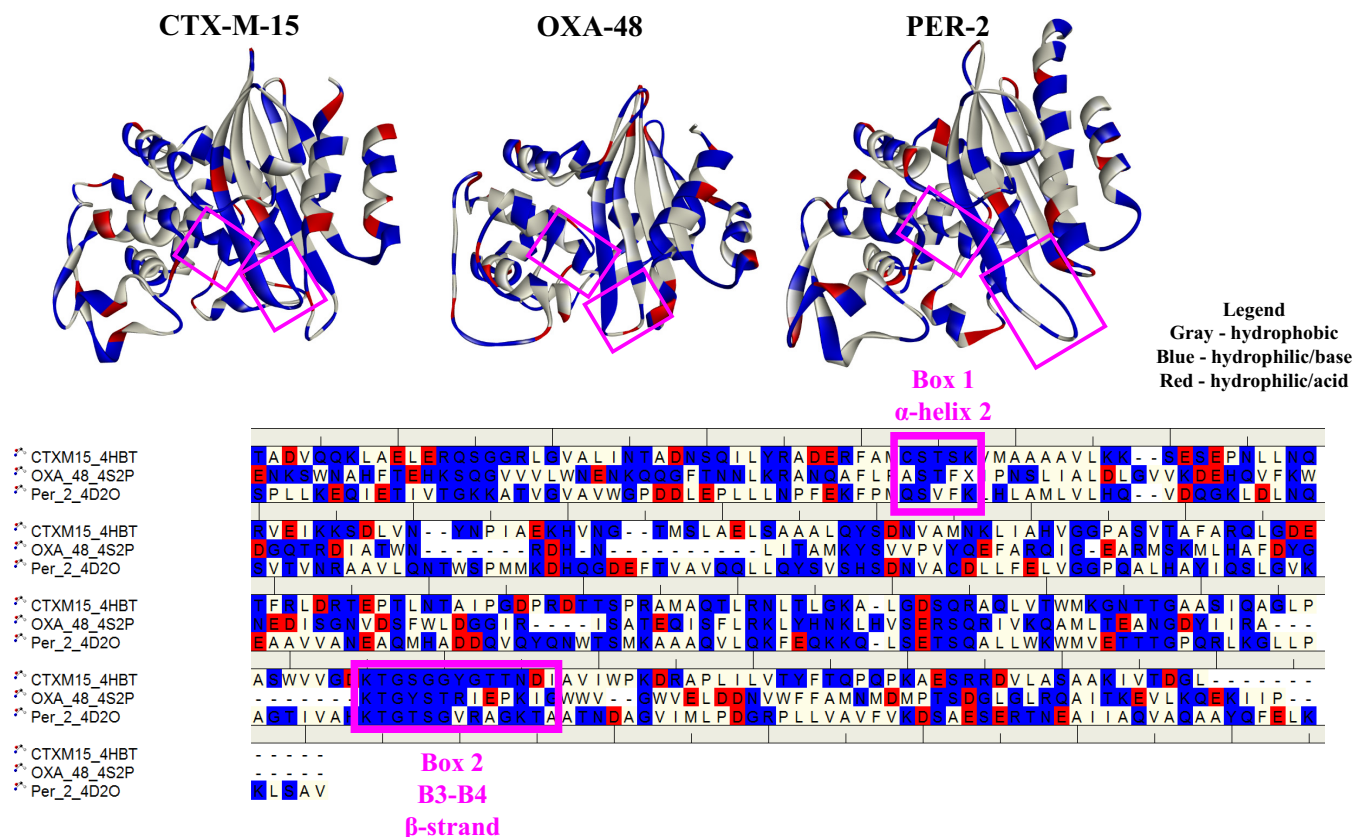 CTX-M-15
OXA-48
PER-2
Legend
Gray - hydrophobic
Blue - hydrophilic/base
Red - hydrophilic/acid
Box 1
α-helix 2
CTXM15_4HBT TADVQQKLAELERQSGGRLGVALINTADNSQILYRADERFAMCSTSKVMAAAAVLKK--SESEPNLLNQ
OXA_48_4S2P ENKSWNAHFTEHKSQGVVVLWNENKQQGFTNNLKRANQAFLPASTFXIPNSLIALDLGVVKDEHQVFKW
Per_2_4D2O SPLLKEQIETIVTGKKATVGVAVWGPDDLEPLLLNPFEKFPMQSVFKLHLAMLVLHQ--VDQGKLDLNQ
CTXM15_4HBT RVEIKKSDLVN--YNPIAEKHVNG--TMSLAELSAAALQYSDNVAMNKLIAHVGGPASVTAFARQLGDE
OXA_48_4S2P DGQTRDIATWN--------RDH-N---------LITAMKYSVVPVYQEFARQIG-EARMSKMLHAFDYG
Per_2_4D2O SVTVNRAAVLQNTWSPMMKDHQGDEFTVAVQQLLQYSVSHSDNVACDLLFELVGGPQALHAYIQSLGVK
CTXM15_4HBT TFRLDRTEPTLNTAIPGDPRDTTSPRAMAQTLRNLTLGKA-LGDSQRAQLVTWMKGNTTGAASIQAGLP
OXA_48_4S2P NEDISGNVDSFWLDGGIR----ISATEQISFLRKLYHNKLHVSERSQRIVKQAMLTEANGDYIIRA---
Per_2_4D2O EAAVVANEAQMHADDQVQYQNWTSMKAAAQVLQKFEQKKQ-LSETSQALLWKWMVETTTGPQRLKGLLP
CTXM15_4HBT ASWVVGDKTGSGGYGTTNDIAVIWPKDRAPLILVTYFTQPQPKAESRRDVLASAAKIVTDGL-------
OXA_48_4S2P -------KTGYSTRIEPKIGWWV--GWVELDDNVWFFAMNMDMPTSDGLGLRQAITKEVLKQEKIIP--
Per_2_4D2O AGTIVAHKTGTSGVRAGKTAATNDAGVIMLPDGRPLLVAVFVKDSAESERTNEAIIAQVAQAAYQFELK
CTXM15_4HBT -----
OXA_48_4S2P -----
Per_2_4D2O KLSAV
Box 2
B3-B4
β-strand